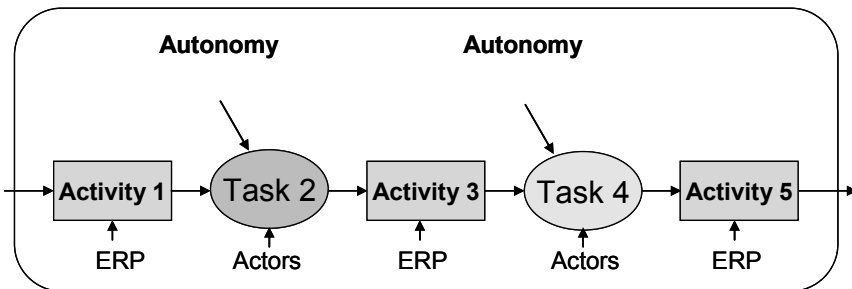 Autonomy Autonomy
Activity 1 Task 2 Activity 3 Task 4 Activity 5
ERP Actors ERP Actors ERP